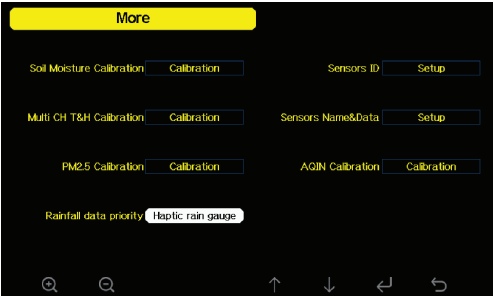 More
Soil Moisture Calibration Calibration Sensors ID Setup
Multi CH T&H Calibration Calibration Sensors Name&Data Setup
PM2.5 Calibration Calibration AQIN Calibration Calibration
Rainfall data priority Haptic rain gauge